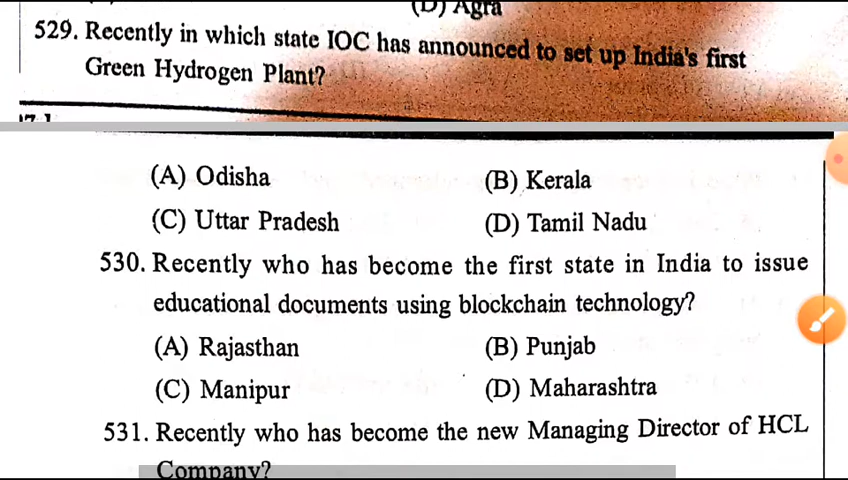 (D) Agra
529. Recently in which state IOC has announced to set up India's first
Green Hydrogen Plant?
(A) Odisha (B) Kerala
(C) Uttar Pradesh (D) Tamil Nadu
530. Recently who has become the first state in India to issue
educational documents using blockchain technology?
(A) Rajasthan (B) Punjab
(C) Manipur (D) Maharashtra
531. Recently who has become the new Managing Director of HCL
Company?